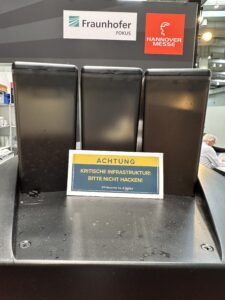 Fraunhofer
FOKUS
HANNOVER
MESSE
ACHTUNG
KRITISCHE INFRASTRUKTUR:
BITTE NICHT HACKEN!